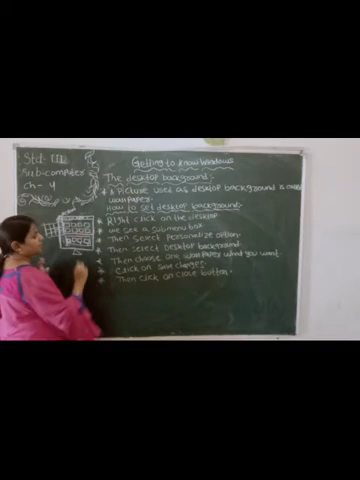 Std- III
Sub- computer
ch- 4
Getting to know Windows
The desktop background:
* A Picture used as desktop background is called
wallPaper.
How to set desktop background:
* Right click on the desktop
* we see a submenu box.
* Then select Personalize option.
* Then select Desktop background.
* Then choose one wallPaper what you want
* Click on save changes.
* Then click on close button.